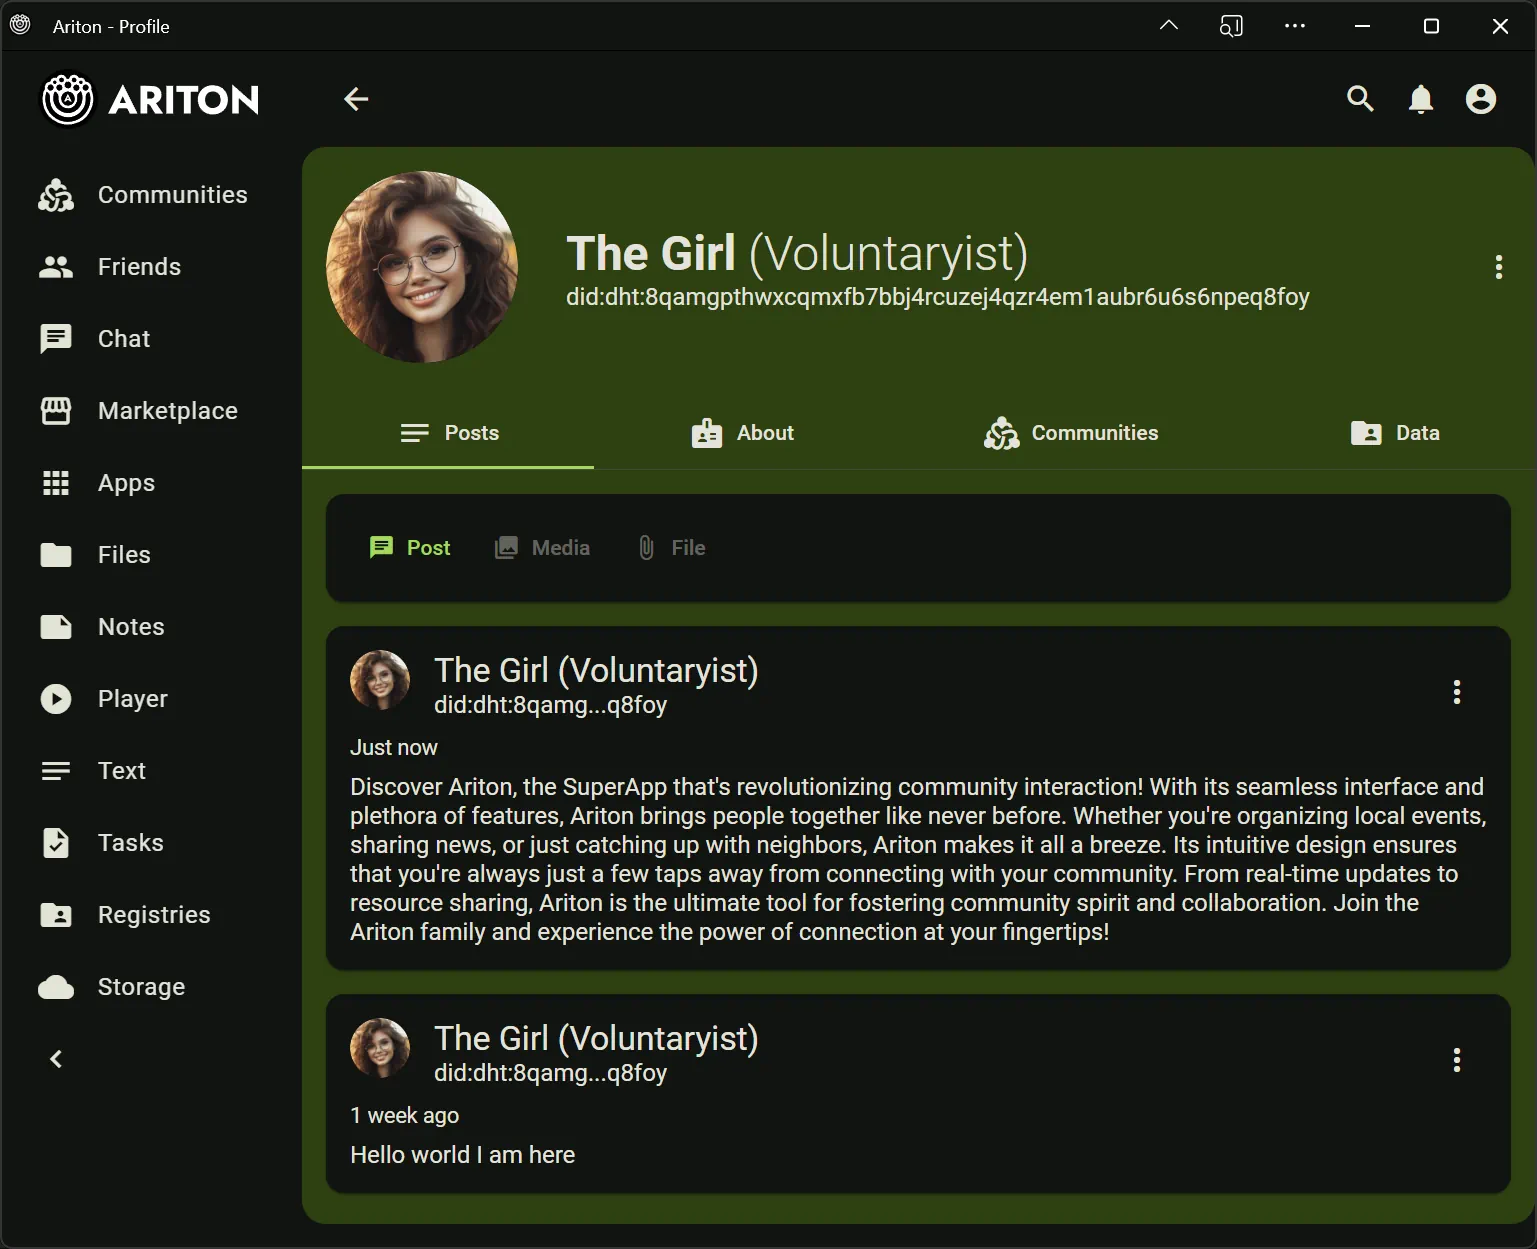 Ariton - Profile
ARITON
Communities
Friends
Chat
Marketplace
Apps
Files
Notes
Player
Text
Tasks
Registries
Storage
The Girl (Voluntaryist)
did:dht:8qamgpthwxcqmxfb7bbj4rcuzej4qzr4em1aubr6u6s6npeq8foy
Posts
About
Communities
Data
Post
Media
File
The Girl (Voluntaryist)
did:dht:8qamg...q8foy
Just now
Discover Ariton, the SuperApp that's revolutionizing community interaction! With its seamless interface and
plethora of features, Ariton brings people together like never before. Whether you're organizing local events,
sharing news, or just catching up with neighbors, Ariton makes it all a breeze. Its intuitive design ensures
that you're always just a few taps away from connecting with your community. From real-time updates to
resource sharing, Ariton is the ultimate tool for fostering community spirit and collaboration. Join the
Ariton family and experience the power of connection at your fingertips!
The Girl (Voluntaryist)
did:dht:8qamg...q8foy
1 week ago
Hello world I am here